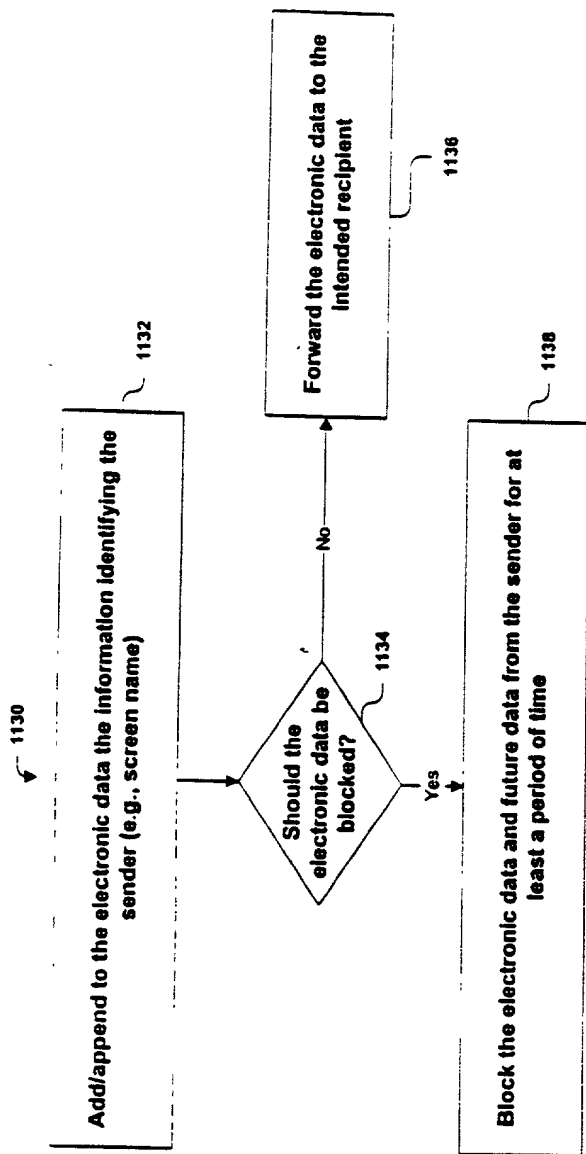 1130
Add/append to the electronic data the information identifying the
sender (e.g., screen name)
1132
Should the
electronic data be
blocked?
1134
No
Forward the electronic data to the
intended recipient
1136
Yes
Block the electronic data and future data from the sender for at
least a period of time
1138